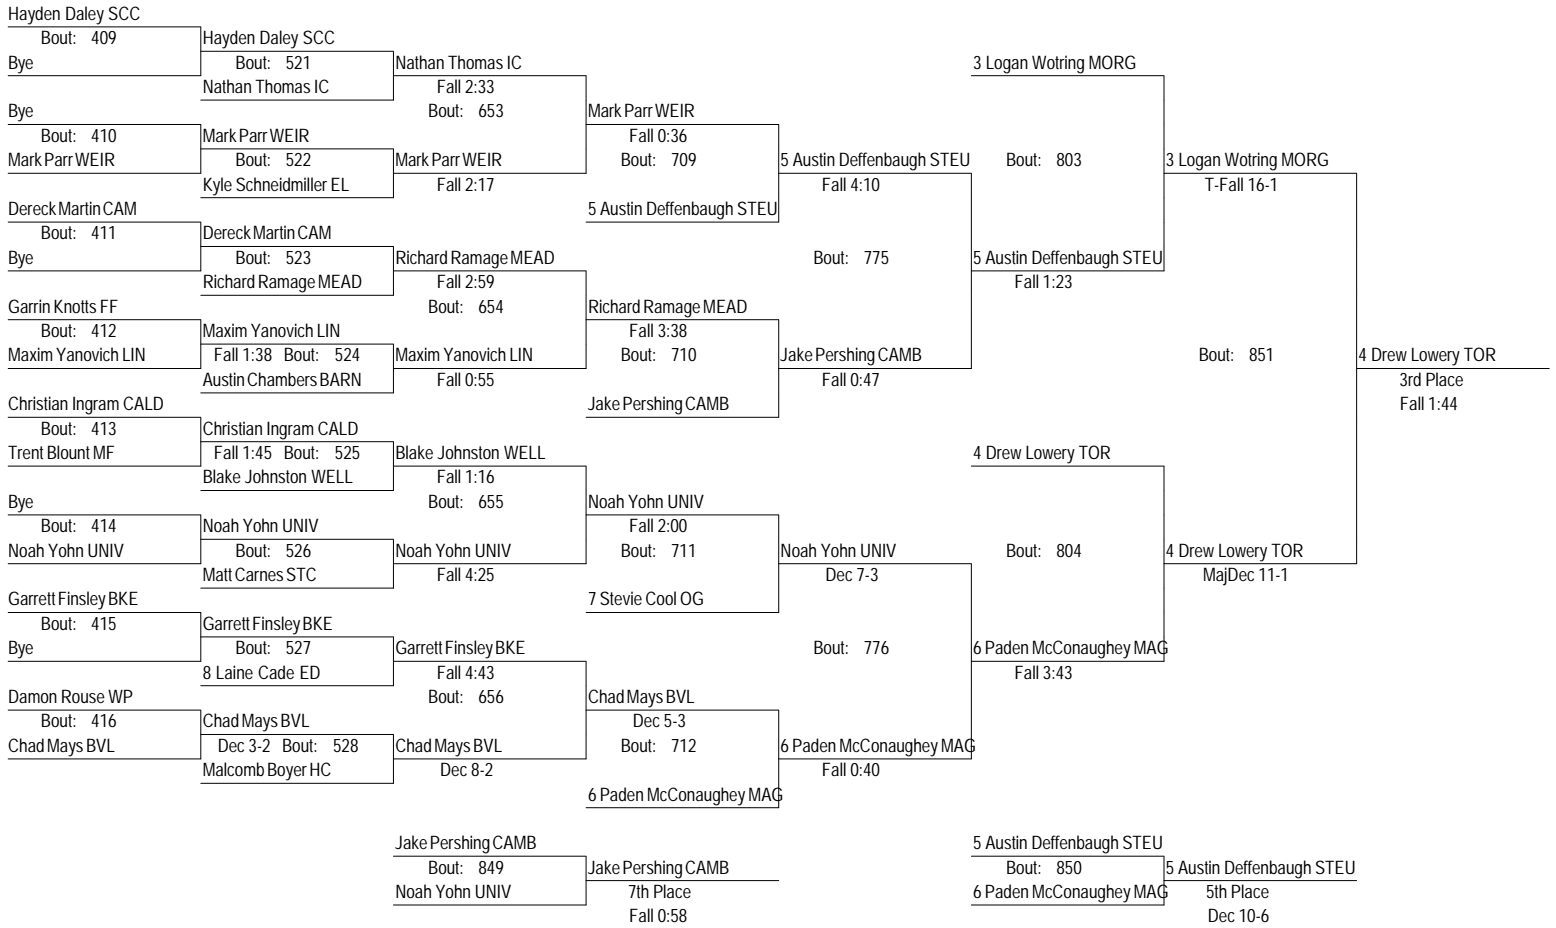 Hayden Daley SCC
Bout: 409
Bye
Bye
Bout: 410
Mark Parr WEIR
Dereck Martin CAM
Bout: 411
Bye
Garrin Knotts FF
Bout: 412
Maxim Yanovich LIN
Christian Ingram CALD
Bout: 413
Trent Blount MF
Bye
Bout: 414
Noah Yohn UNIV
Garrett Finsley BKE
Bout: 415
Bye
Damon Rouse WP
Bout: 416
Chad Mays BVL
Hayden Daley SCC
Bout: 521
Nathan Thomas IC
Mark Parr WEIR
Bout: 522
Kyle Schneidmiller EL
Dereck Martin CAM
Bout: 523
Richard Ramage MEAD
Maxim Yanovich LIN
Fall 1:38 Bout: 524
Austin Chambers BARN
Christian Ingram CALD
Fall 1:45 Bout: 525
Blake Johnston WELL
Noah Yohn UNIV
Bout: 526
Matt Carnes STC
Garrett Finsley BKE
Bout: 527
8 Laine Cade ED
Chad Mays BVL
Dec 3-2 Bout: 528
Malcomb Boyer HC
Nathan Thomas IC
Fall 2:33
Bout: 653
Mark Parr WEIR
Fall 2:17
Richard Ramage MEAD
Fall 2:59
Bout: 654
Maxim Yanovich LIN
Fall 0:55
Blake Johnston WELL
Fall 1:16
Bout: 655
Noah Yohn UNIV
Fall 4:25
Garrett Finsley BKE
Fall 4:43
Bout: 656
Chad Mays BVL
Dec 8-2
Mark Parr WEIR
Fall 0:36
Bout: 709
5 Austin Deffenbaugh STEU
Richard Ramage MEAD
Fall 3:38
Bout: 710
Jake Pershing CAMB
Noah Yohn UNIV
Fall 2:00
Bout: 711
7 Stevie Cool OG
Chad Mays BVL
Dec 5-3
Bout: 712
6 Paden McConaughey MAG
5 Austin Deffenbaugh STEU
Fall 4:10
Bout: 775
Jake Pershing CAMB
Fall 0:47
Noah Yohn UNIV
Dec 7-3
Bout: 776
6 Paden McConaughey MAG
Fall 0:40
3 Logan Wotring MORG
Bout: 803
5 Austin Deffenbaugh STEU
Fall 1:23
4 Drew Lowery TOR
Bout: 804
6 Paden McConaughey MAG
Fall 3:43
3 Logan Wotring MORG
T-Fall 16-1
Bout: 851
4 Drew Lowery TOR
MajDec 11-1
4 Drew Lowery TOR
3rd Place
Fall 1:44
Jake Pershing CAMB
Bout: 849
Noah Yohn UNIV
Jake Pershing CAMB
7th Place
Fall 0:58
5 Austin Deffenbaugh STEU
Bout: 850
6 Paden McConaughey MAG
5 Austin Deffenbaugh STEU
5th Place
Dec 10-6